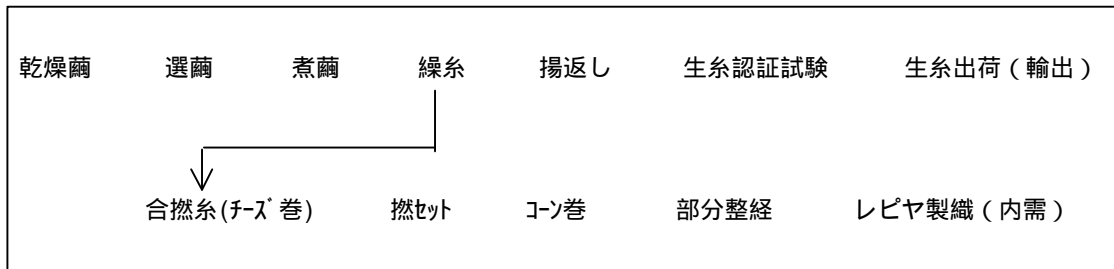 乾燥繭 選繭 煮繭 繰糸 揚返し 生糸認証試験 生糸出荷（輸出）
合撚糸(ﾁｰｽﾞ巻) 撚ｾｯﾄ ｺｰﾝ巻 部分整経 レピヤ製織（内需）